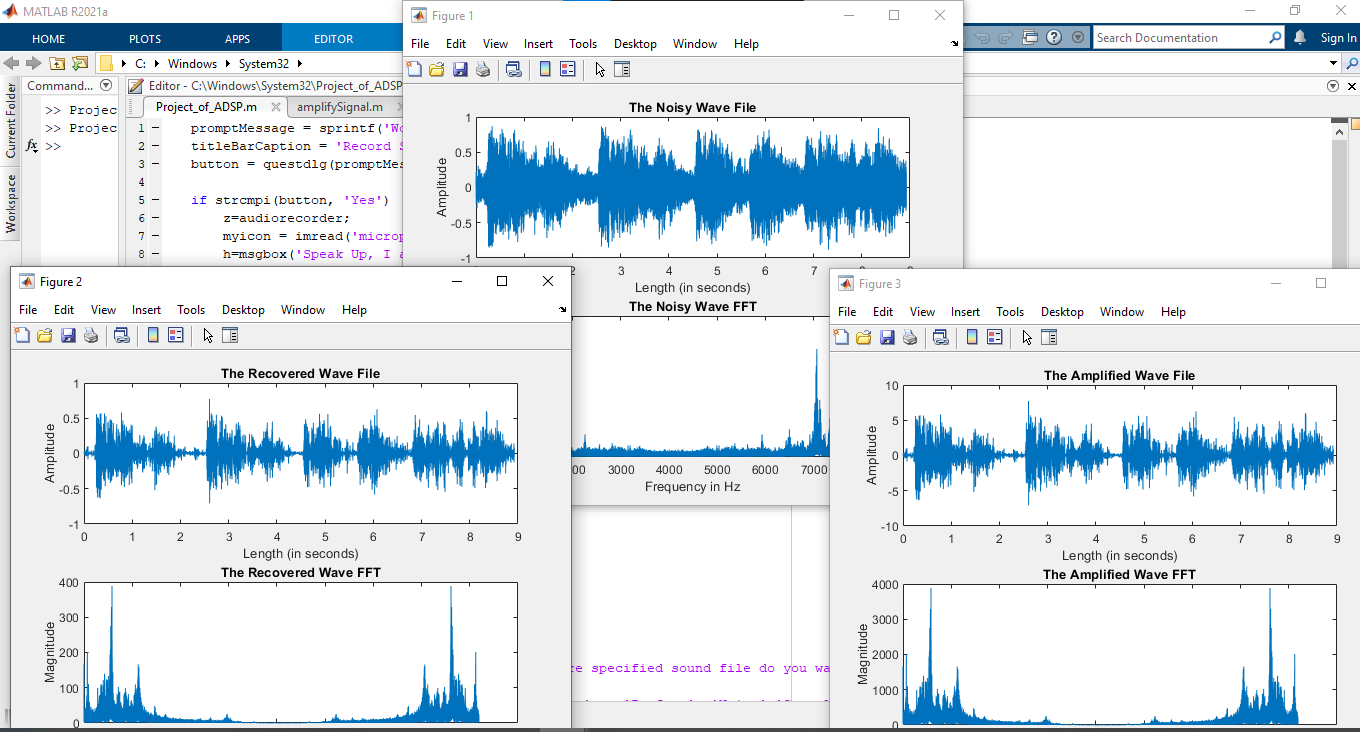 MATLAB R2021a
HOME PLOTS APPS EDITOR
Search Documentation
Sign In
C: Windows System32
Current Folder
Workspace
Command...
>> Projec
>> Projec
fx >>
Editor - C:\Windows\System32\Project_of_ADSP
Project_of_ADSP.m amplifySignal.m
1 promptMessage = sprintf('Wo
2 titleBarCaption = 'Record S
3 button = questdlg(promptMes
4
5 if strcmpi(button, 'Yes')
6 z=audiorecorder;
7 myicon = imread('microp
8 h=msgbox('Speak Up, I a
re specified sound file do you wa
Figure 1
File Edit View Insert Tools Desktop Window Help
The Noisy Wave File
Amplitude
1
0.5
0
-0.5
-1
2 3 4 5 6 7 8 9
Length (in seconds)
The Noisy Wave FFT
00 3000 4000 5000 6000 7000
Frequency in Hz
Figure 2
File Edit View Insert Tools Desktop Window Help
The Recovered Wave File
Amplitude
1
0.5
0
-0.5
-1
0 1 2 3 4 5 6 7 8 9
Length (in seconds)
The Recovered Wave FFT
Magnitude
400
300
200
100
0
Figure 3
File Edit View Insert Tools Desktop Window Help
The Amplified Wave File
Amplitude
10
5
0
-5
-10
0 1 2 3 4 5 6 7 8 9
Length (in seconds)
The Amplified Wave FFT
Magnitude
4000
3000
2000
1000
0